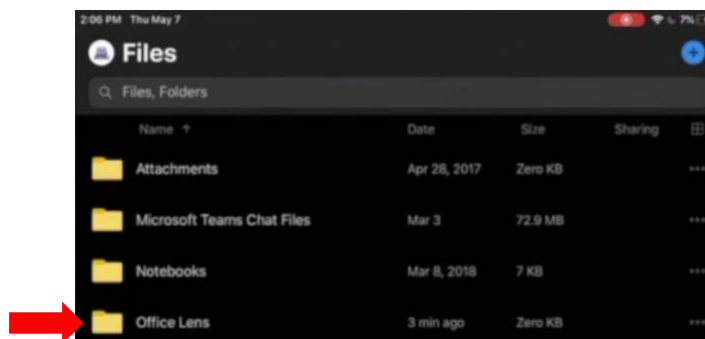 2:06 PM Thu May 7 7%
Files
Files, Folders
Name ↑ Date Size Sharing
Attachments Apr 28, 2017 Zero KB
Microsoft Teams Chat Files Mar 3 72.9 MB
Notebooks Mar 8, 2018 7 KB
Office Lens 3 min ago Zero KB